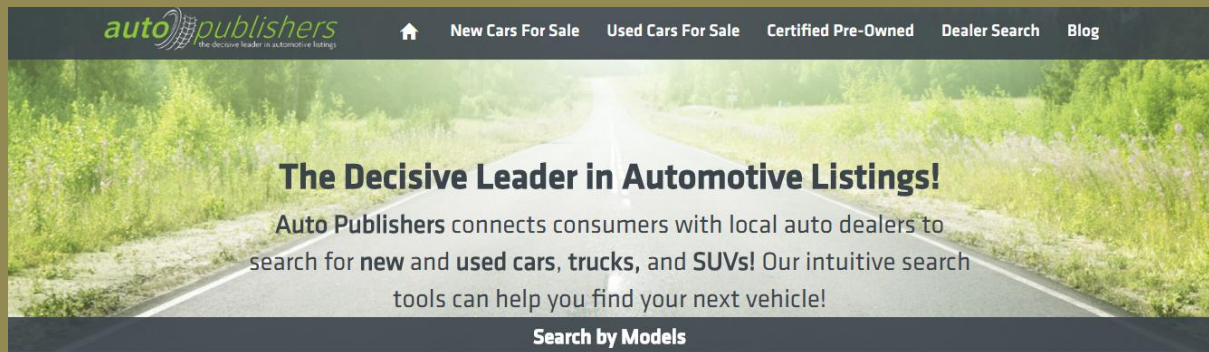 auto publishers
the decisive leader in automotive listings
New Cars For Sale Used Cars For Sale Certified Pre-Owned Dealer Search Blog
The Decisive Leader in Automotive Listings!
Auto Publishers connects consumers with local auto dealers to
search for new and used cars, trucks, and SUVs! Our intuitive search
tools can help you find your next vehicle!
Search by Models